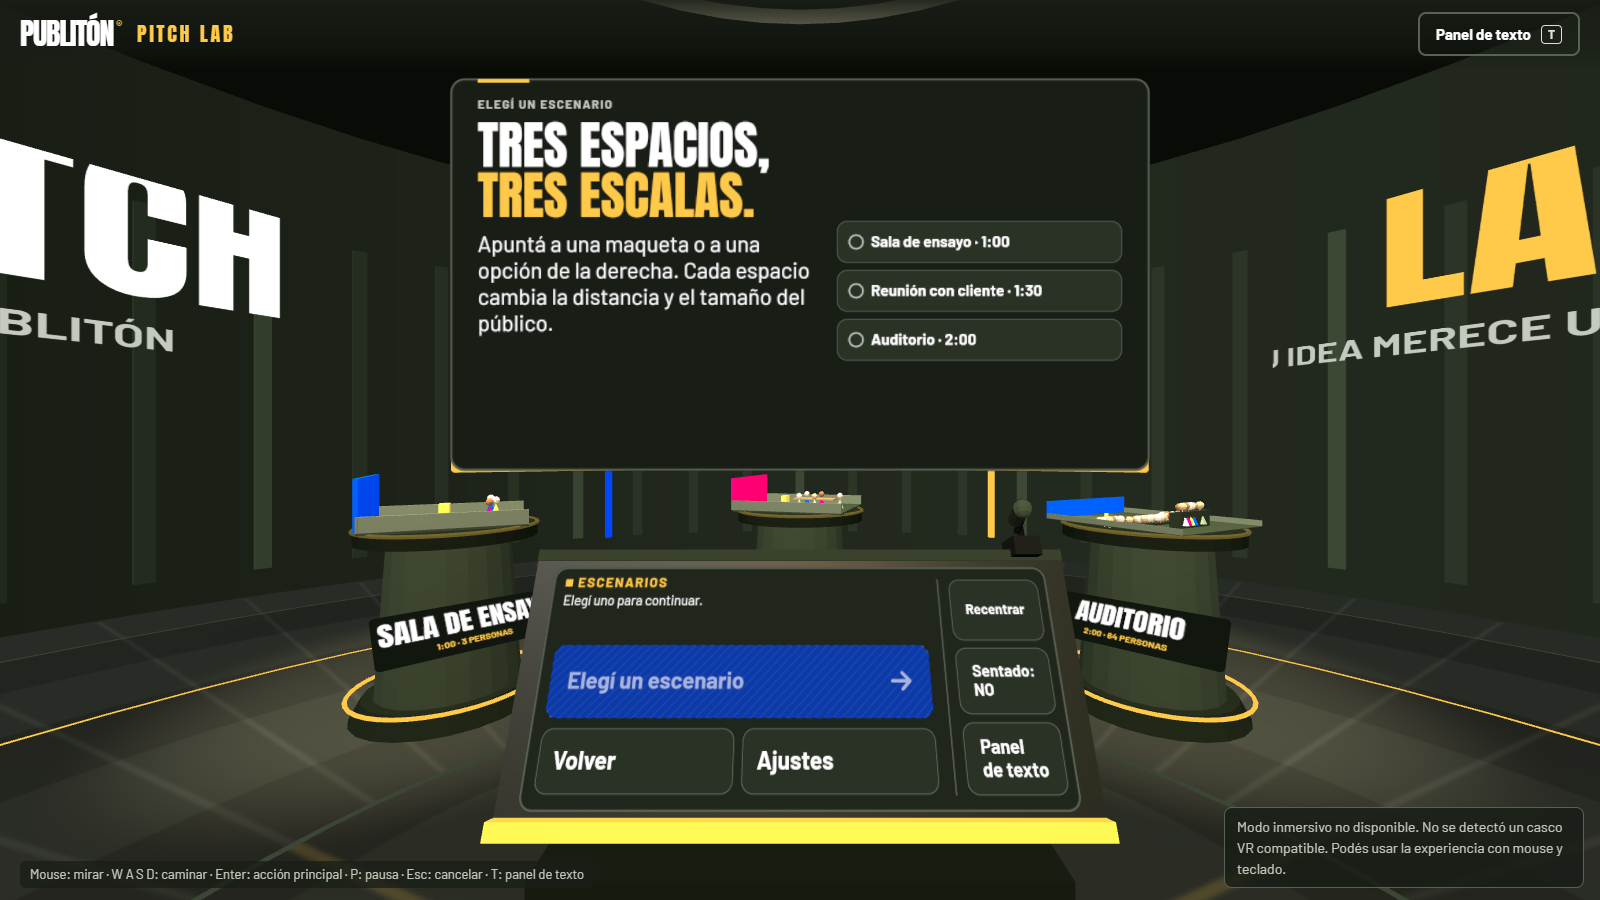 PUBLITÓN
PITCH LAB
Panel de texto T
ELEGÍ UN ESCENARIO
TRES ESPACIOS,
TRES ESCALAS.
Apuntá a una maqueta o a una
opción de la derecha. Cada espacio
cambia la distancia y el tamaño del
público.
Sala de ensayo · 1:00
Reunión con cliente · 1:30
Auditorio · 2:00
TCH
BLITÓN
LA
IDEA MERECE U
SALA DE ENSAY
1:00 · 3 PERSONAS
AUDITORIO
2:00 · 64 PERSONAS
ESCENARIOS
Elegí uno para continuar.
Elegí un escenario
Volver
Ajustes
Recentrar
Sentado:
NO
Panel
de texto
Modo inmersivo no disponible. No se detectó un casco
VR compatible. Podés usar la experiencia con mouse y
teclado.
Mouse: mirar · W A S D: caminar · Enter: acción principal · P: pausa · Esc: cancelar · T: panel de texto